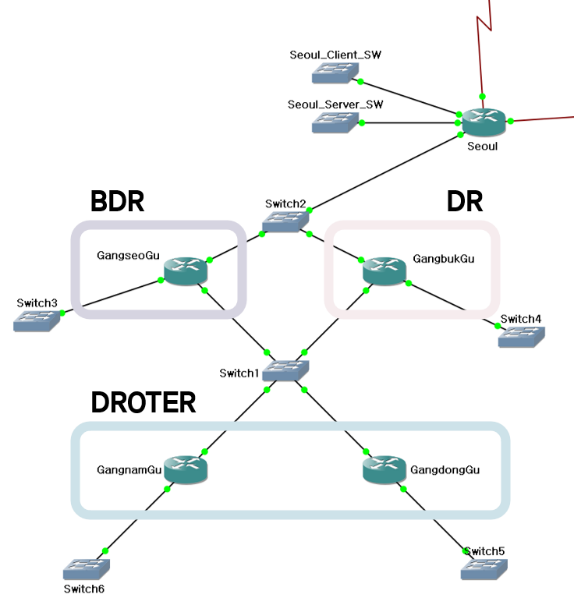 Seoul_Client_SW
Seoul_Server_SW
Seoul
BDR
Switch2
DR
GangseoGu
GangbukGu
Switch3
Switch4
Switch1
DROTER
GangnamGu
GangdongGu
Switch5
Switch6